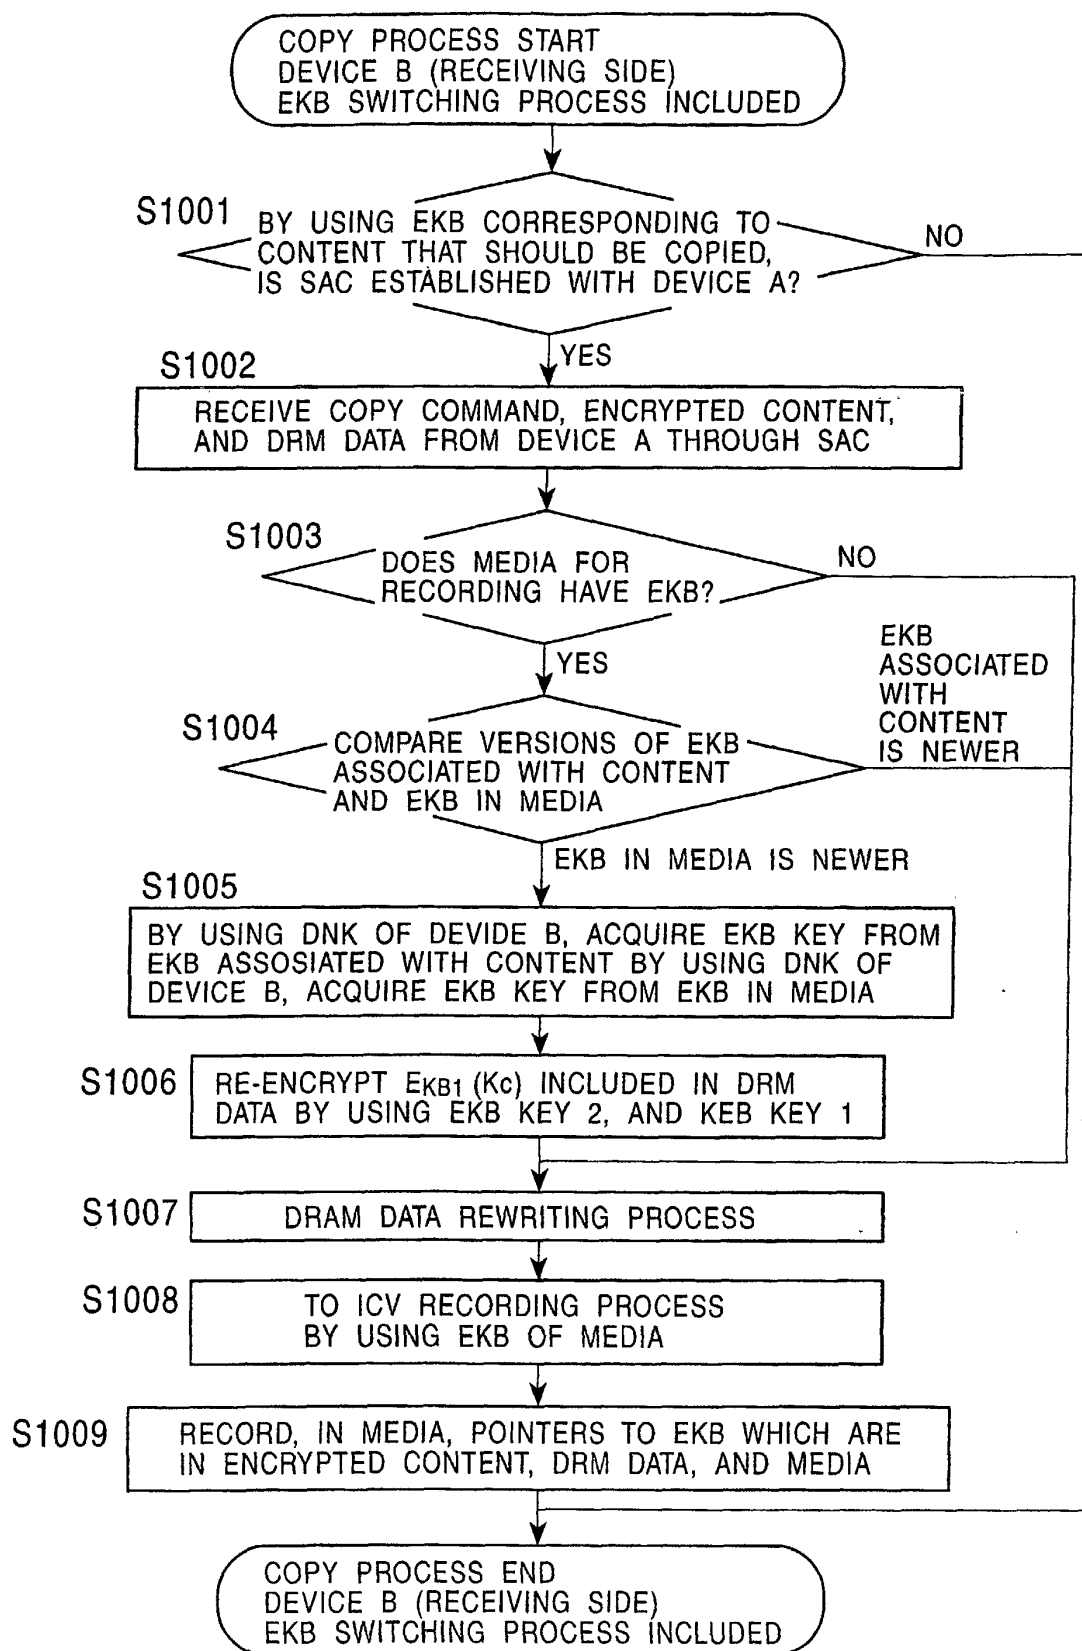 COPY PROCESS START
DEVICE B (RECEIVING SIDE)
EKB SWITCHING PROCESS INCLUDED
S1001
BY USING EKB CORRESPONDING TO
CONTENT THAT SHOULD BE COPIED,
IS SAC ESTABLISHED WITH DEVICE A?
NO
YES
S1002
RECEIVE COPY COMMAND, ENCRYPTED CONTENT,
AND DRM DATA FROM DEVICE A THROUGH SAC
S1003
DOES MEDIA FOR
RECORDING HAVE EKB?
NO
YES
EKB
ASSOCIATED
WITH
CONTENT
IS NEWER
S1004
COMPARE VERSIONS OF EKB
ASSOCIATED WITH CONTENT
AND EKB IN MEDIA
EKB IN MEDIA IS NEWER
S1005
BY USING DNK OF DEVIDE B, ACQUIRE EKB KEY FROM
EKB ASSOSIATED WITH CONTENT BY USING DNK OF
DEVICE B, ACQUIRE EKB KEY FROM EKB IN MEDIA
S1006
RE-ENCRYPT EKB1 (Kc) INCLUDED IN DRM
DATA BY USING EKB KEY 2, AND KEB KEY 1
S1007
DRAM DATA REWRITING PROCESS
S1008
TO ICV RECORDING PROCESS
BY USING EKB OF MEDIA
S1009
RECORD, IN MEDIA, POINTERS TO EKB WHICH ARE
IN ENCRYPTED CONTENT, DRM DATA, AND MEDIA
COPY PROCESS END
DEVICE B (RECEIVING SIDE)
EKB SWITCHING PROCESS INCLUDED